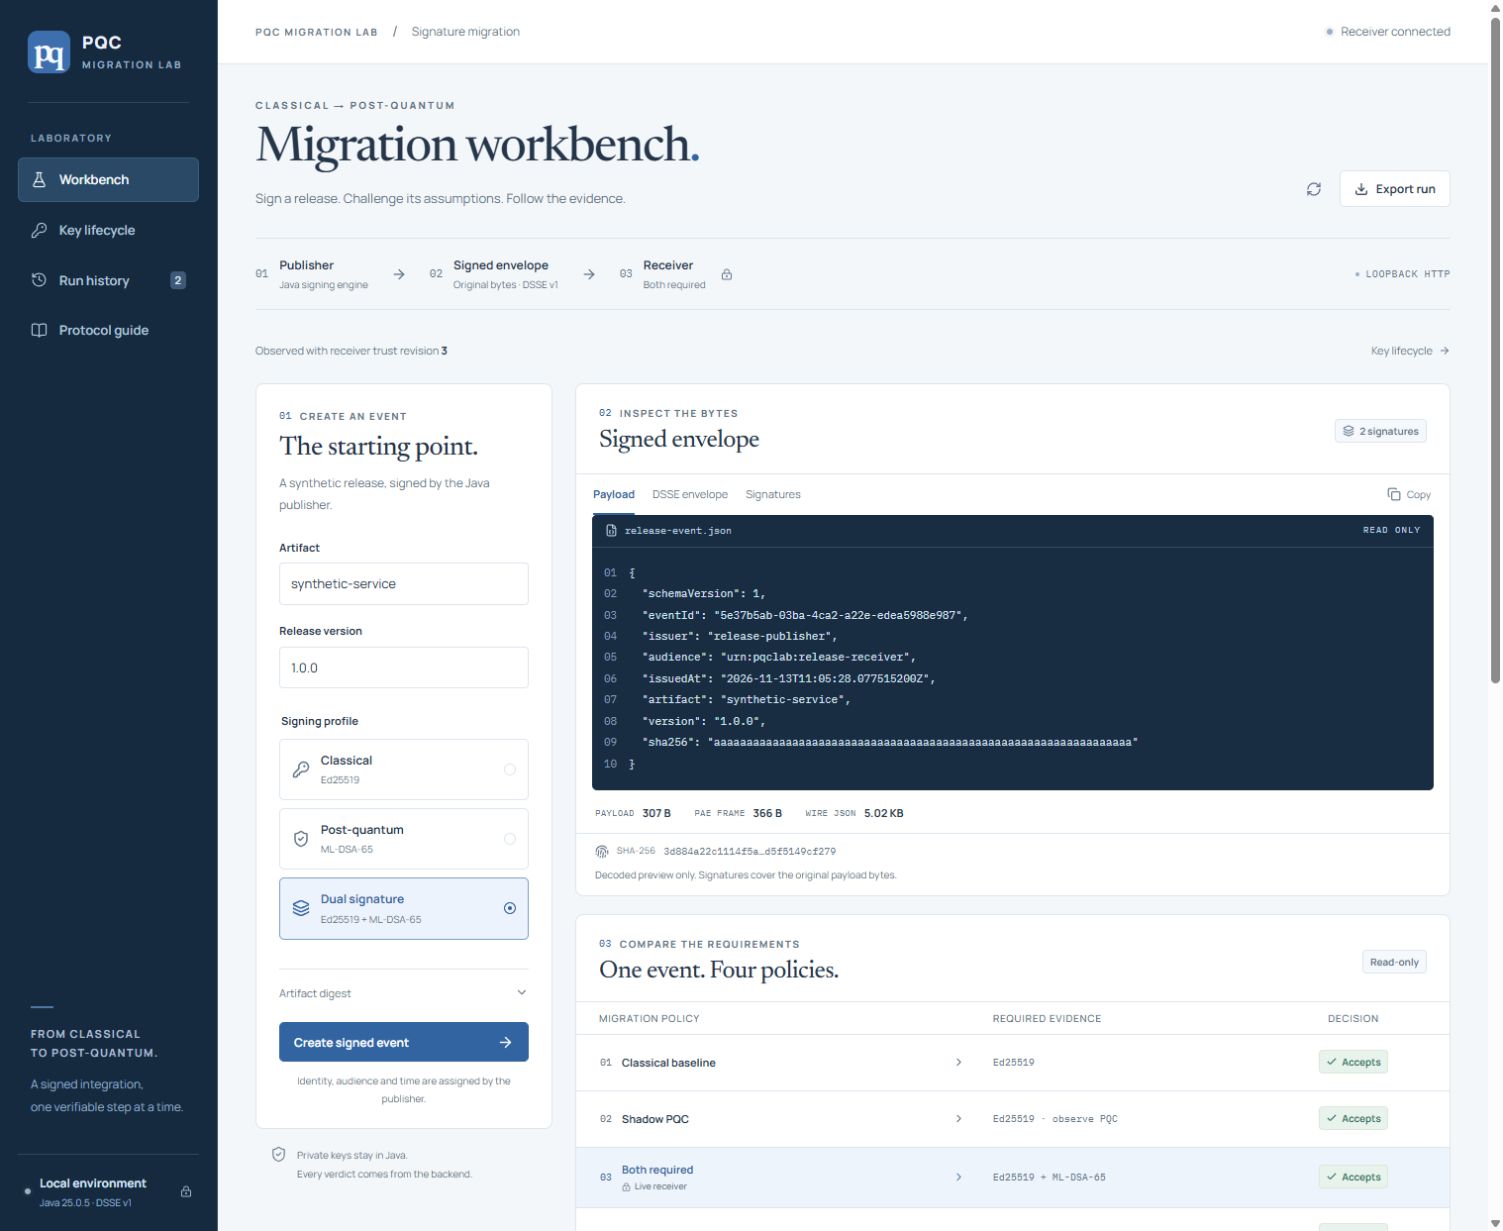 pq
PQC
MIGRATION LAB
LABORATORY
Workbench
Key lifecycle
Run history 2
Protocol guide
FROM CLASSICAL
TO POST-QUANTUM.
A signed integration,
one verifiable step at a time.
Local environment
Java 25.0.5 · DSSE v1
PQC MIGRATION LAB / Signature migration
Receiver connected
CLASSICAL → POST-QUANTUM
Migration workbench.
Sign a release. Challenge its assumptions. Follow the evidence.
Export run
01 Publisher
Java signing engine
→
02 Signed envelope
Original bytes · DSSE v1
→
03 Receiver
Both required
LOOPBACK HTTP
Observed with receiver trust revision 3
Key lifecycle →
01 CREATE AN EVENT
The starting point.
A synthetic release, signed by the Java
publisher.
Artifact
synthetic-service
Release version
1.0.0
Signing profile
Classical
Ed25519
Post-quantum
ML-DSA-65
Dual signature
Ed25519 + ML-DSA-65
Artifact digest
Create signed event →
Identity, audience and time are assigned by the
publisher.
Private keys stay in Java.
Every verdict comes from the backend.
02 INSPECT THE BYTES
Signed envelope
2 signatures
Payload DSSE envelope Signatures
Copy
release-event.json
READ ONLY
01 {
02 "schemaVersion": 1,
03 "eventId": "5e37b5ab-03ba-4ca2-a22e-edea5988e987",
04 "issuer": "release-publisher",
05 "audience": "urn:pqclab:release-receiver",
06 "issuedAt": "2026-11-13T11:05:28.077515200Z",
07 "artifact": "synthetic-service",
08 "version": "1.0.0",
09 "sha256": "aaaaaaaaaaaaaaaaaaaaaaaaaaaaaaaaaaaaaaaaaaaaaaaaaaaaaaaaaaaaaaaa"
10 }
PAYLOAD 307 B PAE FRAME 366 B WIRE JSON 5.02 KB
SHA-256 3d884a22c1114f5a…d5f5149cf279
Decoded preview only. Signatures cover the original payload bytes.
03 COMPARE THE REQUIREMENTS
One event. Four policies.
Read-only
MIGRATION POLICY REQUIRED EVIDENCE DECISION
01 Classical baseline Ed25519 Accepts
02 Shadow PQC Ed25519 · observe PQC Accepts
03 Both required Ed25519 + ML-DSA-65 Accepts
Live receiver